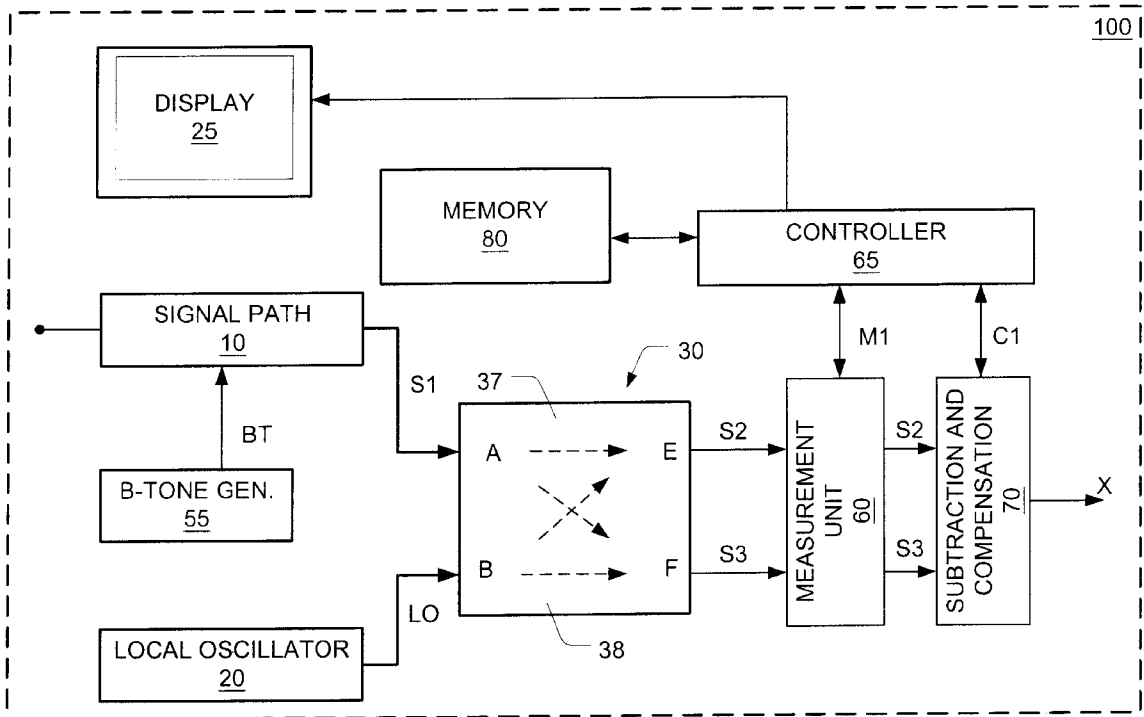 100
DISPLAY
25
MEMORY
80
CONTROLLER
65
SIGNAL PATH
10
M1
C1
30
S1
37
BT
A
E
S2
S2
B-TONE GEN.
55
MEASUREMENT
UNIT
60
SUBTRACTION AND
COMPENSATION
70
X
B
F
S3
S3
LO
38
LOCAL OSCILLATOR
20